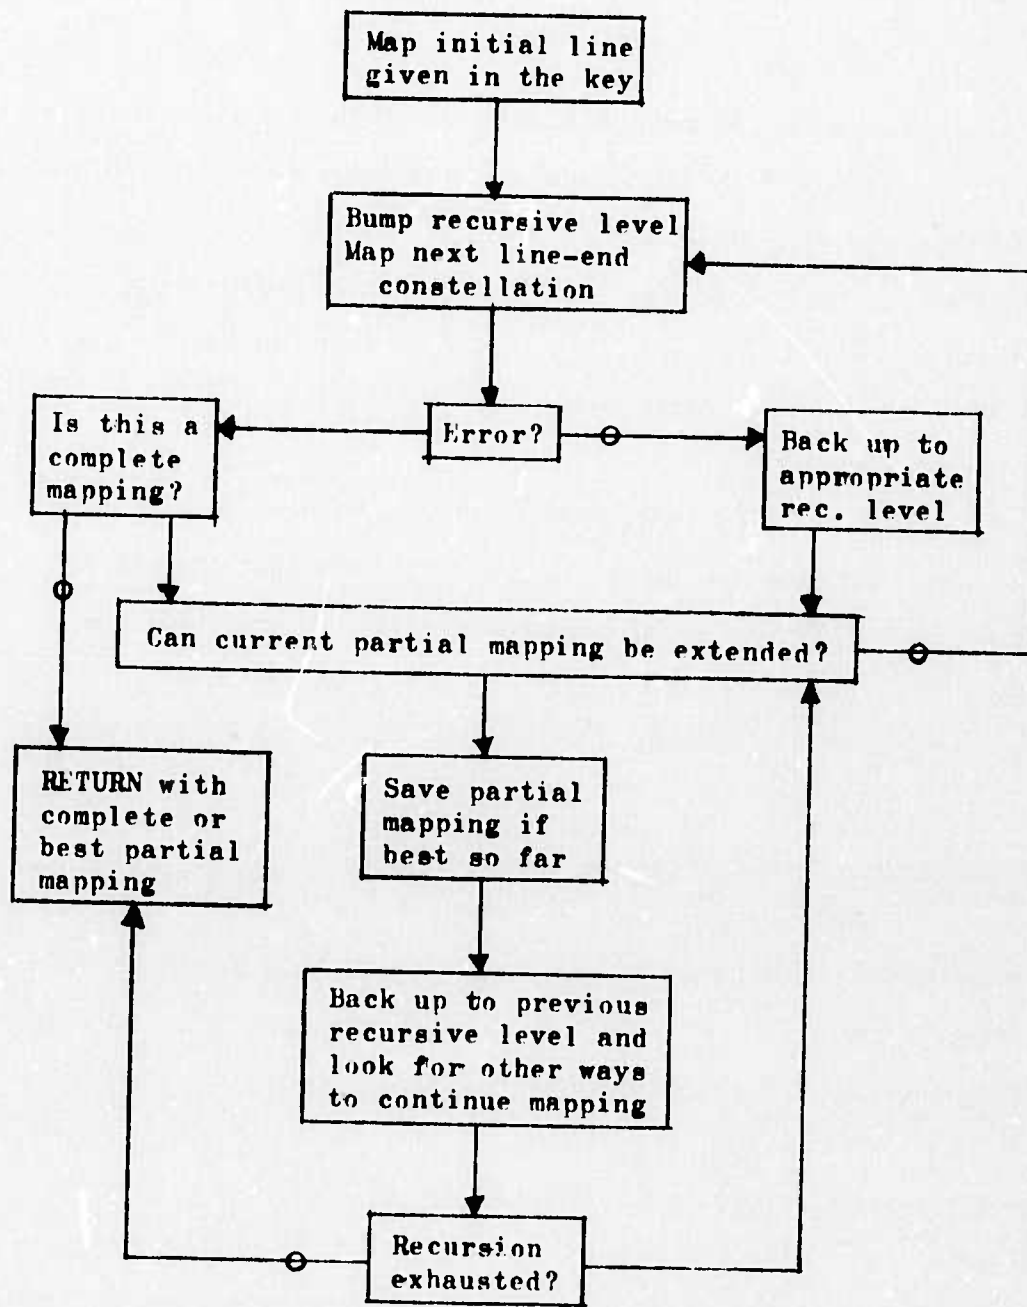 Map initial line
given in the key
Bump recursive level
Map next line-end
constellation
Is this a
complete
mapping?
Error?
Back up to
appropriate
rec. level
Can current partial mapping be extended?
RETURN with
complete or
best partial
mapping
Save partial
mapping if
best so far
Back up to previous
recursive level and
look for other ways
to continue mapping
Recursion
exhausted?